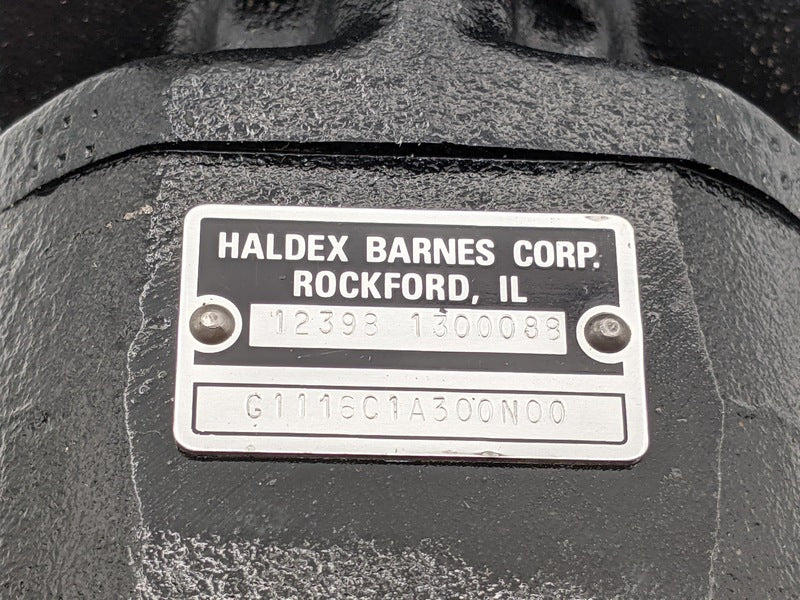 HALDEX BARNES CORP.
ROCKFORD, IL
12398 1300088
G1116C1A300N00